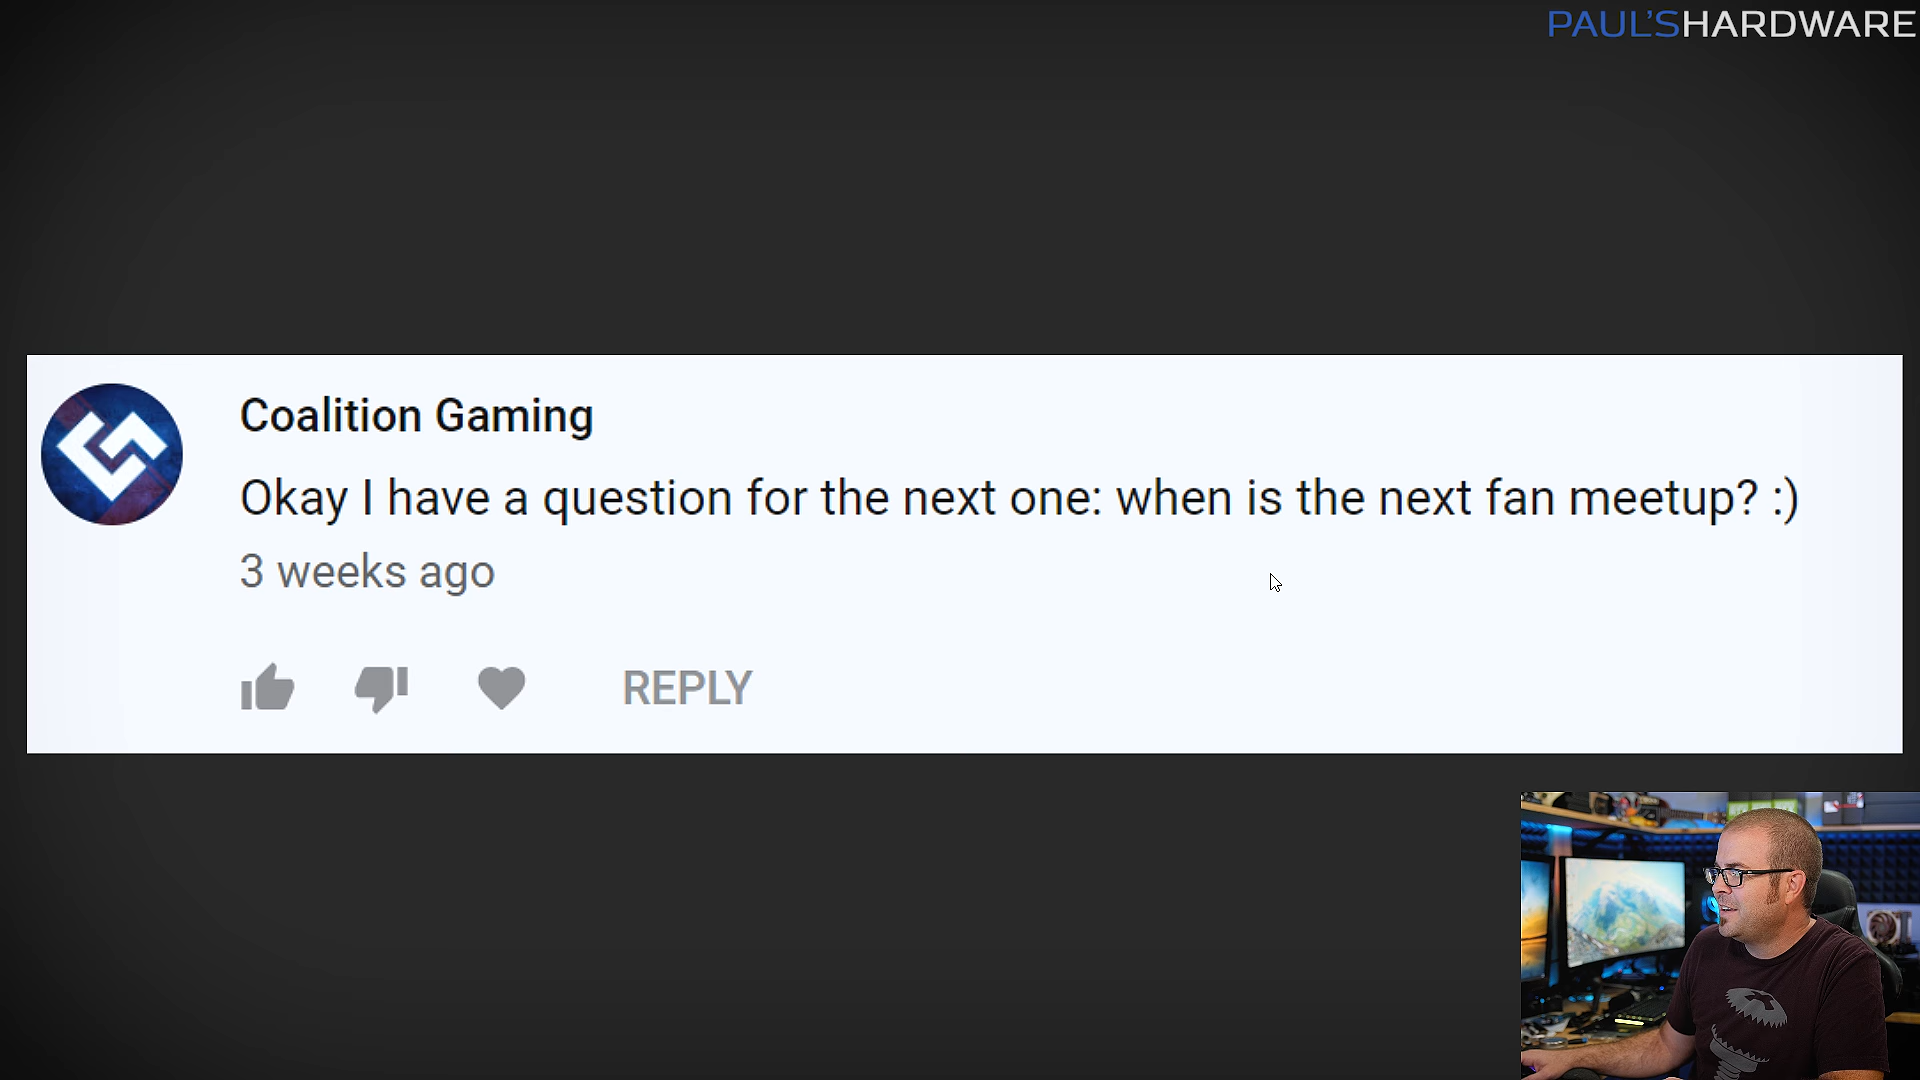 PAUL'SHARDWARE
Coalition Gaming
Okay I have a question for the next one: when is the next fan meetup? :)
3 weeks ago
REPLY